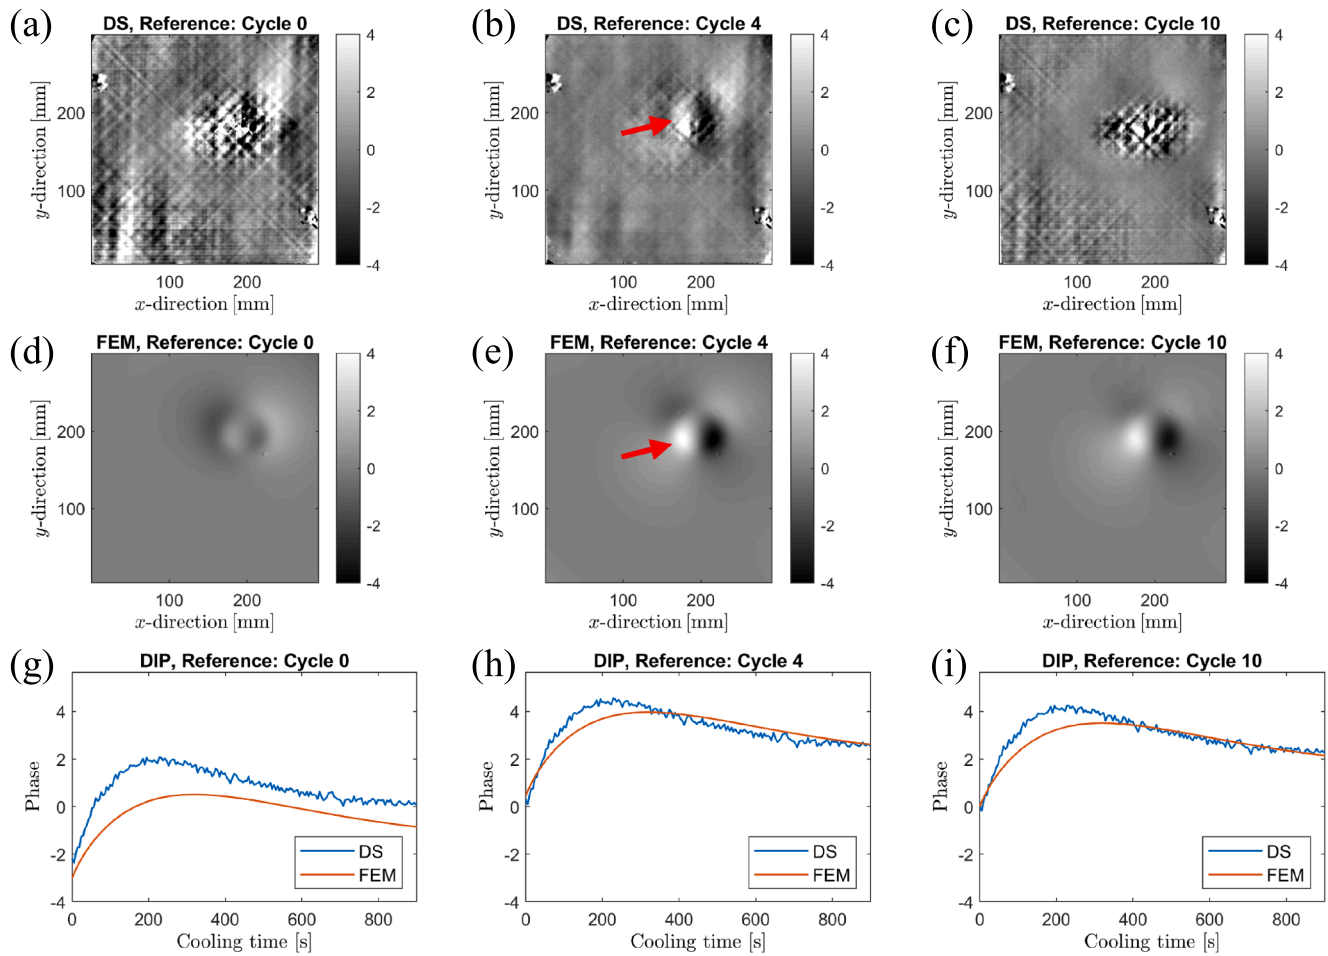 (a) DS, Reference: Cycle 0
4
2
0
-2
-4
200
100
y-direction [mm]
100 200
x-direction [mm]
(b) DS, Reference: Cycle 4
4
2
0
-2
-4
200
100
y-direction [mm]
100 200
x-direction [mm]
(c) DS, Reference: Cycle 10
4
2
0
-2
-4
200
100
y-direction [mm]
100 200
x-direction [mm]
(d) FEM, Reference: Cycle 0
4
2
0
-2
-4
200
100
y-direction [mm]
100 200
x-direction [mm]
(e) FEM, Reference: Cycle 4
4
2
0
-2
-4
200
100
y-direction [mm]
100 200
x-direction [mm]
(f) FEM, Reference: Cycle 10
4
2
0
-2
-4
200
100
y-direction [mm]
100 200
x-direction [mm]
(g) DIP, Reference: Cycle 0
4
2
0
-2
-4
Phase
DS
FEM
0 200 400 600 800
Cooling time [s]
(h) DIP, Reference: Cycle 4
4
2
0
-2
-4
Phase
DS
FEM
0 200 400 600 800
Cooling time [s]
(i) DIP, Reference: Cycle 10
4
2
0
-2
-4
Phase
DS
FEM
0 200 400 600 800
Cooling time [s]